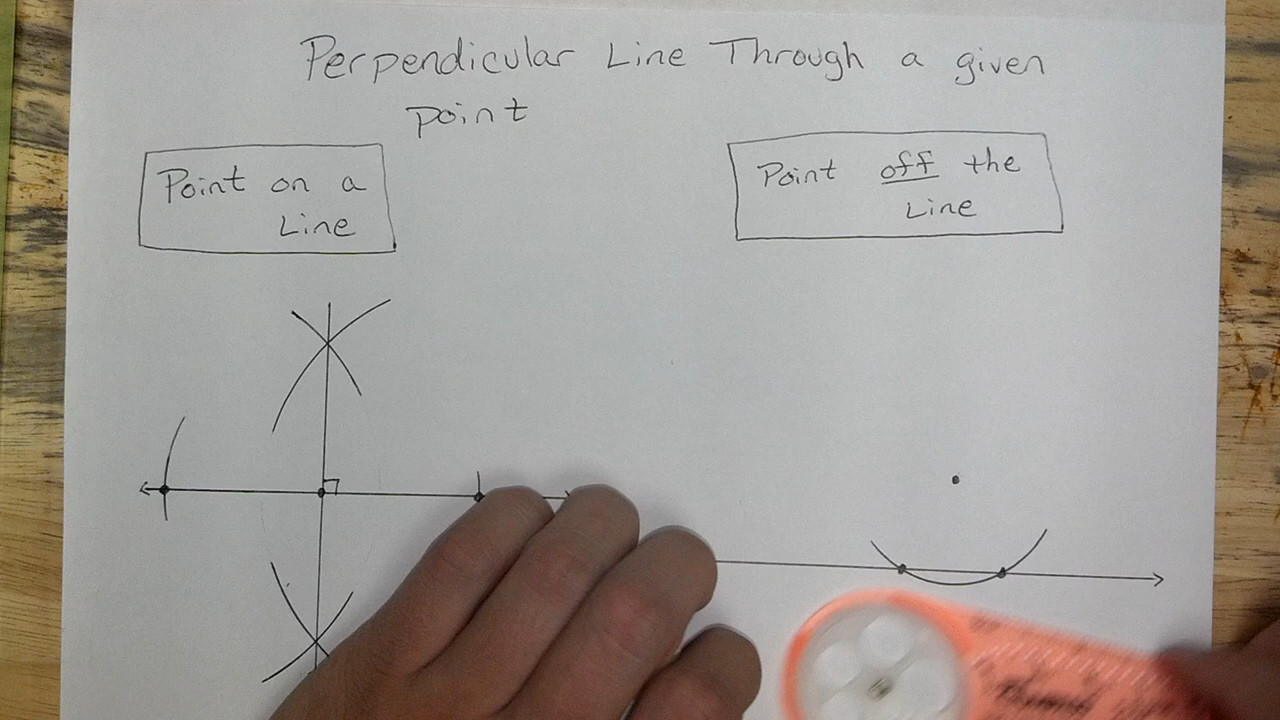 Perpendicular Line Through a given
point
Point on a
Line
Point off the
Line